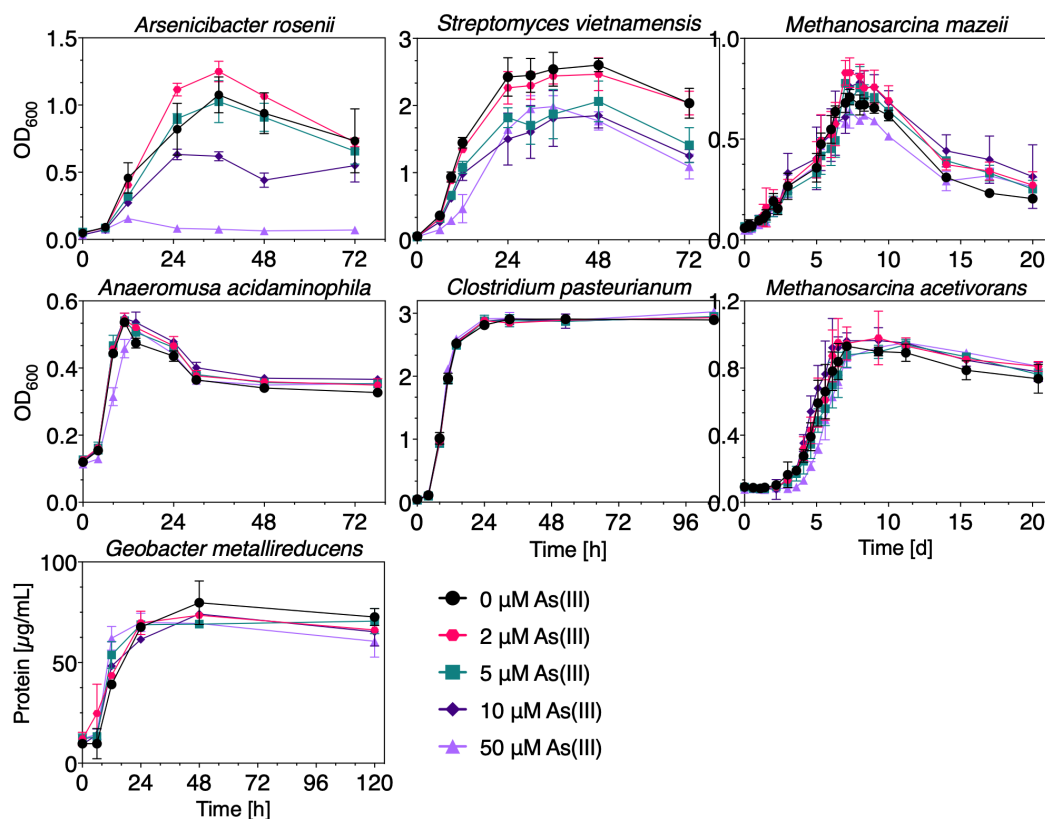 Arsenicibacter rosenii
Streptomyces vietnamensis
Methanosarcina mazeii
OD600
1.5
1.0
0.5
0
0 24 48 72
3
2
1
0
0 24 48 72
1.0
0.5
0.0
0 5 10 15 20
Anaeromusa acidaminophila
Clostridium pasteurianum
Methanosarcina acetivorans
OD600
0.6
0.4
0.2
0.0
0 24 48 72
3
2
1
0
0 24 48 72 96
Time [h]
1.2
0.8
0.4
0.0
0 5 10 15 20
Time [d]
Geobacter metallireducens
Protein [µg/mL]
100
50
0
0 24 48 72 96 120
Time [h]
0 µM As(III)
2 µM As(III)
5 µM As(III)
10 µM As(III)
50 µM As(III)